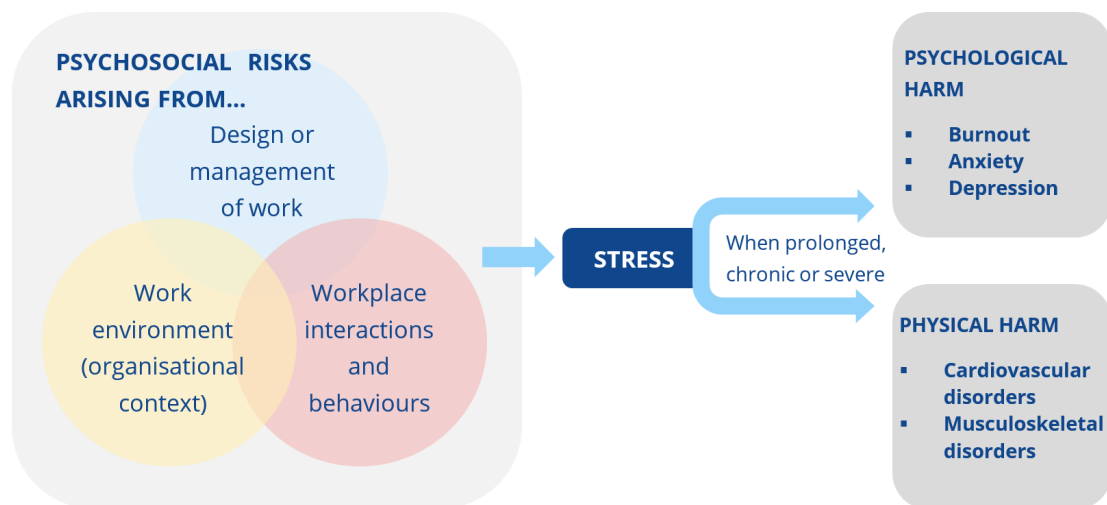 PSYCHOSOCIAL RISKS
ARISING FROM...
Design or
management
of work
Work
environment
(organisational
context)
Workplace
interactions
and
behaviours
STRESS
When prolonged,
chronic or severe
PSYCHOLOGICAL
HARM
▪ Burnout
▪ Anxiety
▪ Depression
PHYSICAL HARM
▪ Cardiovascular
disorders
▪ Musculoskeletal
disorders